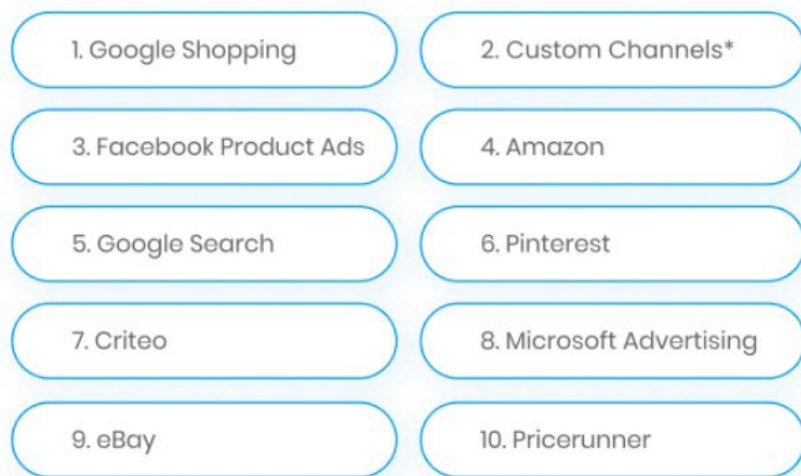 1. Google Shopping
2. Custom Channels*
3. Facebook Product Ads
4. Amazon
5. Google Search
6. Pinterest
7. Criteo
8. Microsoft Advertising
9. eBay
10. Pricerunner